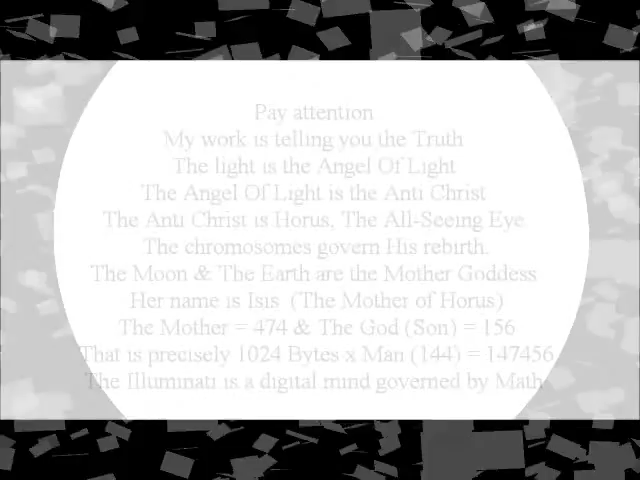 Pay attention
My work is telling you the Truth
The light is the Angel Of Light
The Angel Of Light is the Anti Christ
The Anti Christ is Horus, The All-Seeing Eye
The chromosomes govern His rebirth.
The Moon & The Earth are the Mother Goddess
Her name is Isis (The Mother of Horus)
The Mother = 474 & The God (Son) = 156
That is precisely 1024 Bytes x Man (144) = 147456
The Illuminati is a digital mind governed by Math